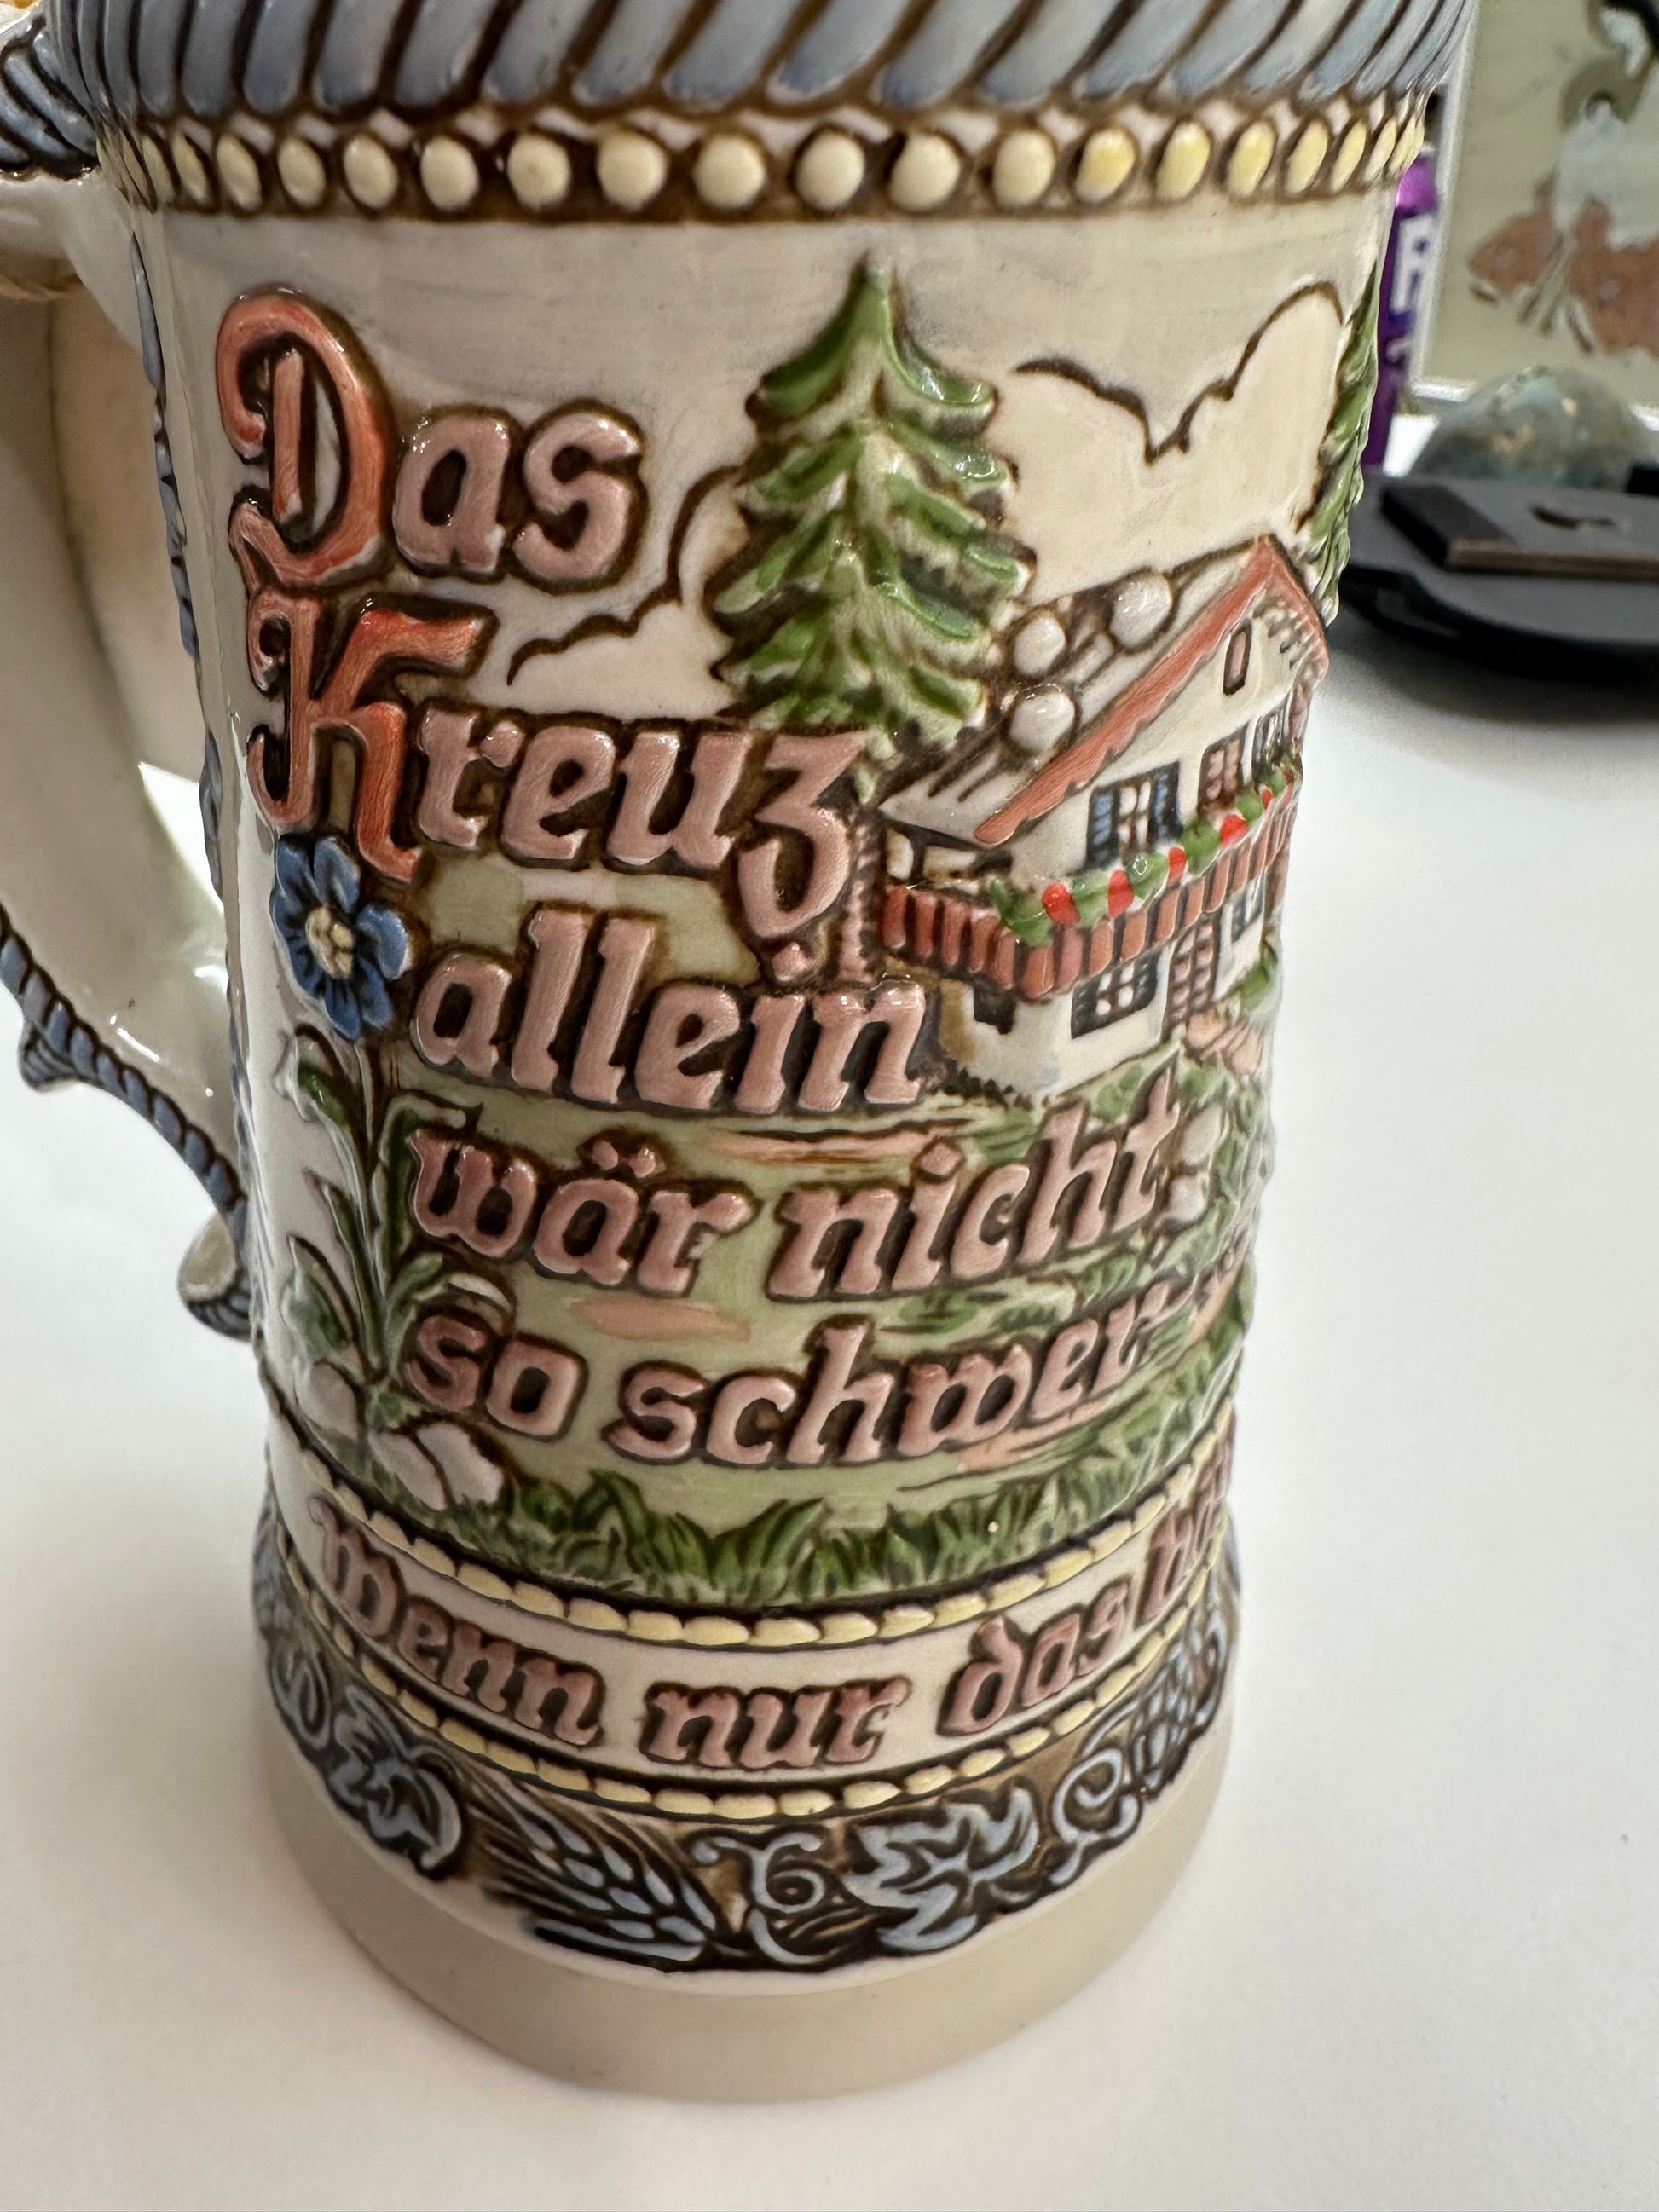 Das
Kreuz
allein
wär nicht
so schwer
Wenn nur das